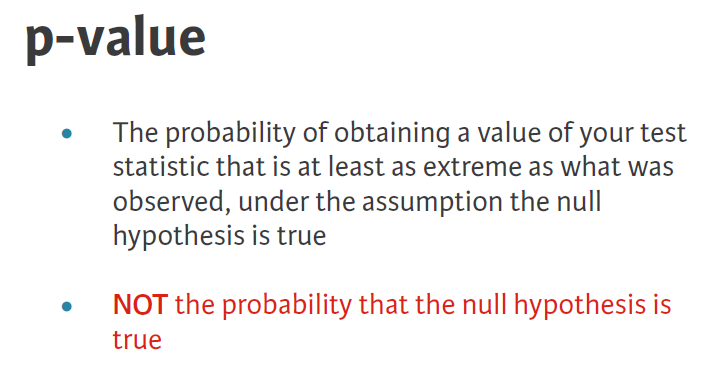 p-value
• The probability of obtaining a value of your test
statistic that is at least as extreme as what was
observed, under the assumption the null
hypothesis is true
• NOT the probability that the null hypothesis is
true